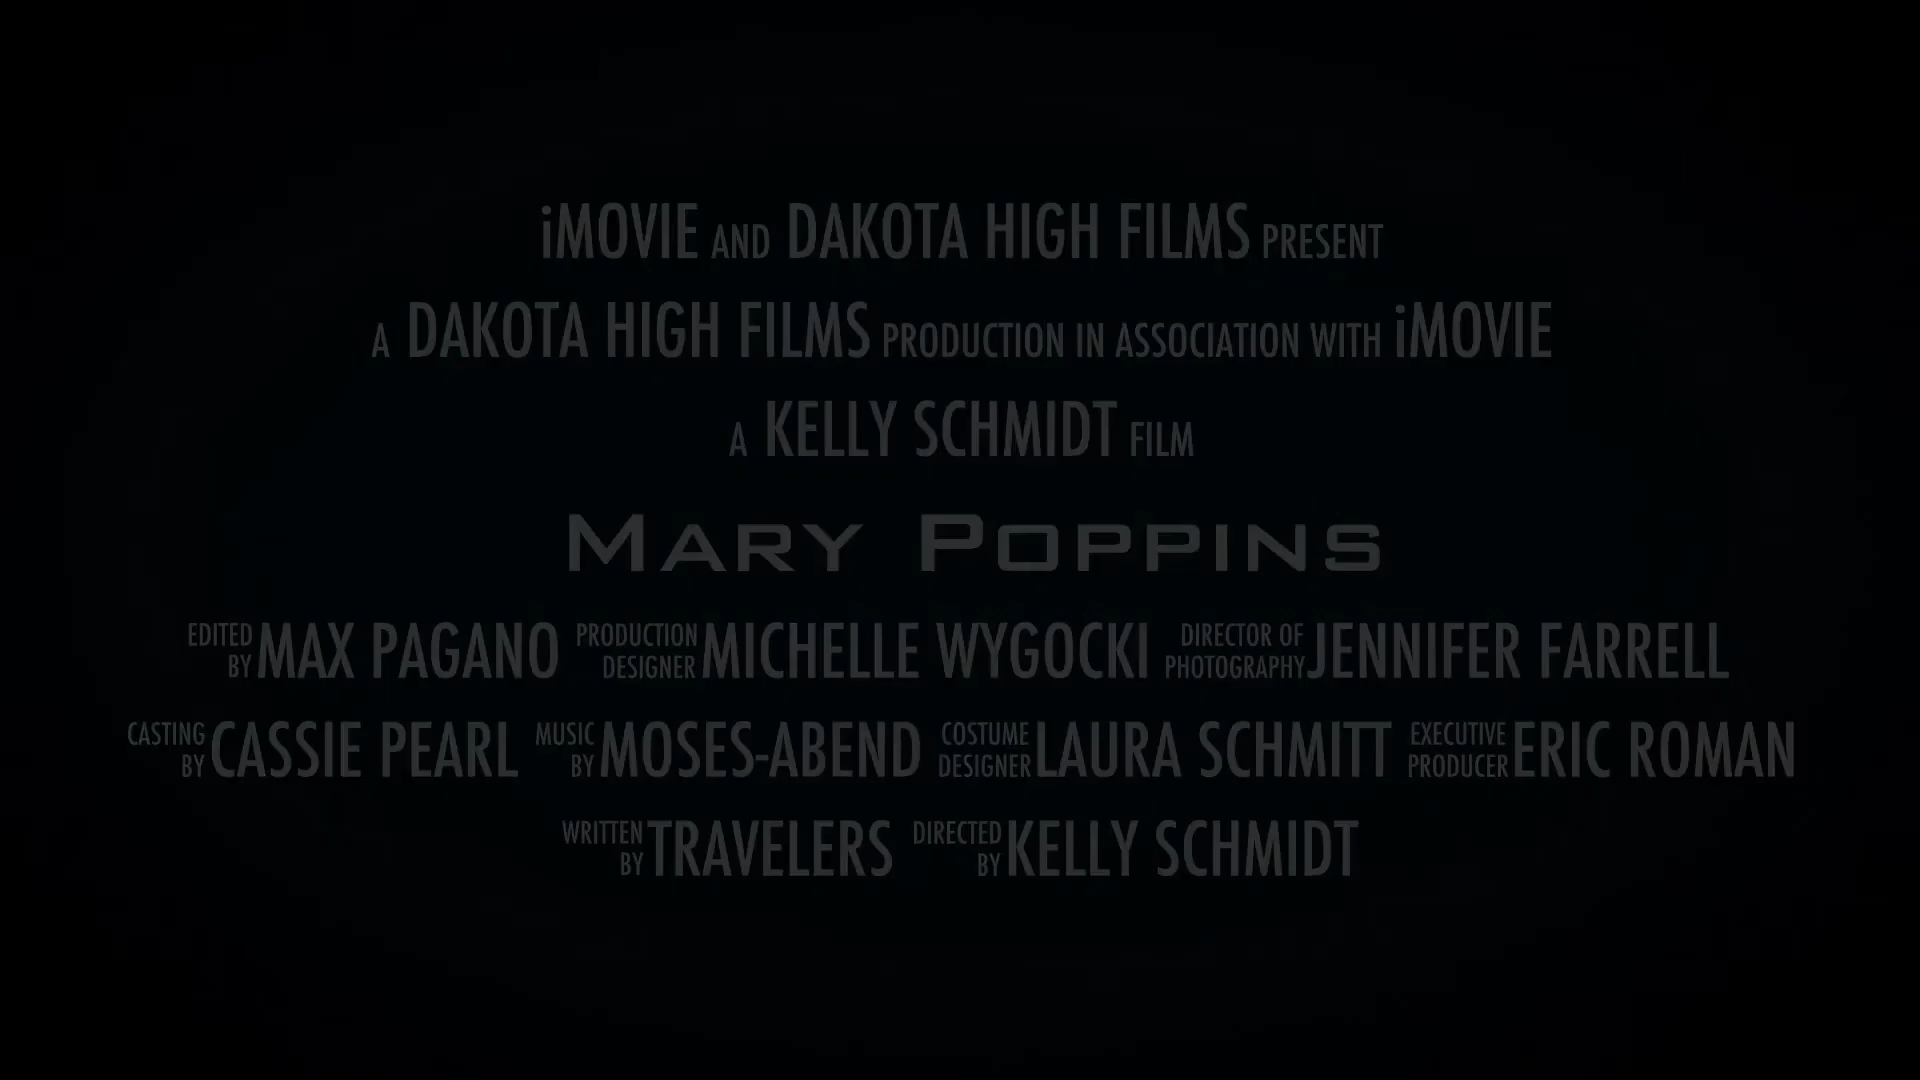 iMOVIE AND DAKOTA HIGH FILMS PRESENT
A DAKOTA HIGH FILMS PRODUCTION IN ASSOCIATION WITH iMOVIE
A KELLY SCHMIDT FILM
MARY POPPINS
EDITED BY MAX PAGANO PRODUCTION DESIGNER MICHELLE WYGOCKI DIRECTOR OF PHOTOGRAPHY JENNIFER FARRELL
CASTING BY CASSIE PEARL MUSIC BY MOSES-ABEND COSTUME DESIGNER LAURA SCHMITT EXECUTIVE PRODUCER ERIC ROMAN
WRITTEN BY TRAVELERS DIRECTED BY KELLY SCHMIDT